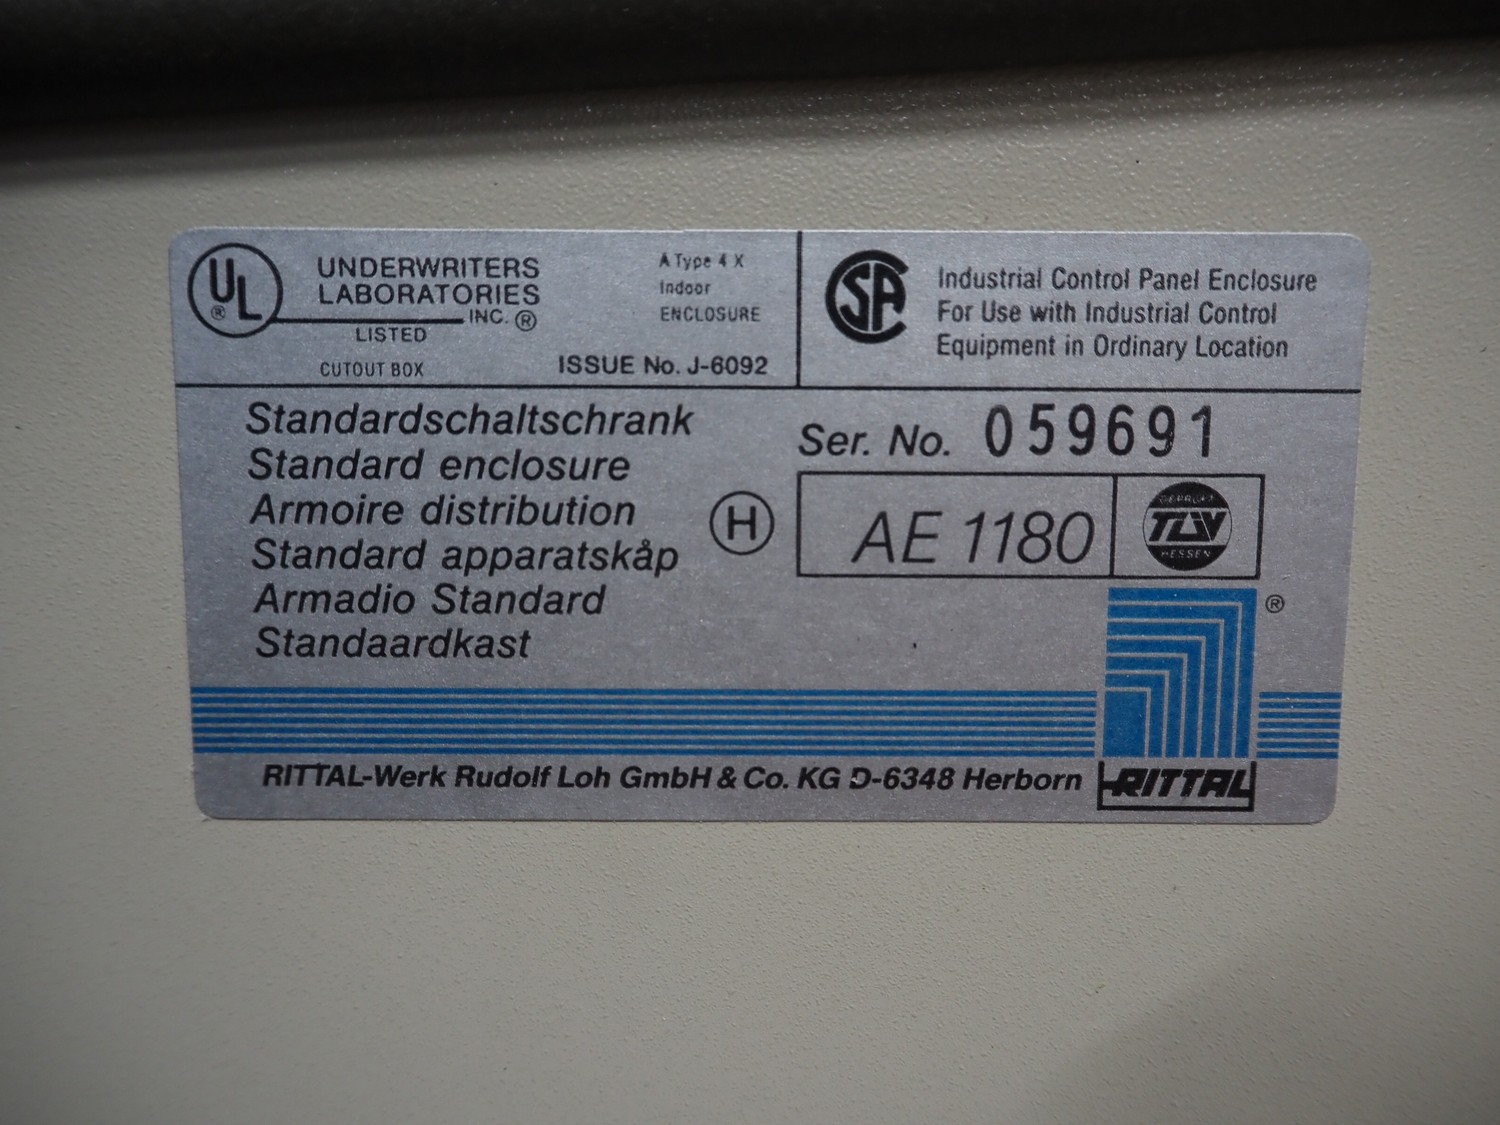 UL ®
UNDERWRITERS
LABORATORIES
INC. ®
LISTED
CUTOUT BOX
A Type 4 X
Indoor
ENCLOSURE
ISSUE No. J-6092
SA
Industrial Control Panel Enclosure
For Use with Industrial Control
Equipment in Ordinary Location
Standardschaltschrank
Standard enclosure
Armoire distribution
Standard apparatskåp
Armadio Standard
Standaardkast
H
Ser. No. 059691
AE 1180
TÜV
HESSEN
®
RITTAL-Werk Rudolf Loh GmbH & Co. KG D-6348 Herborn
RITTAL